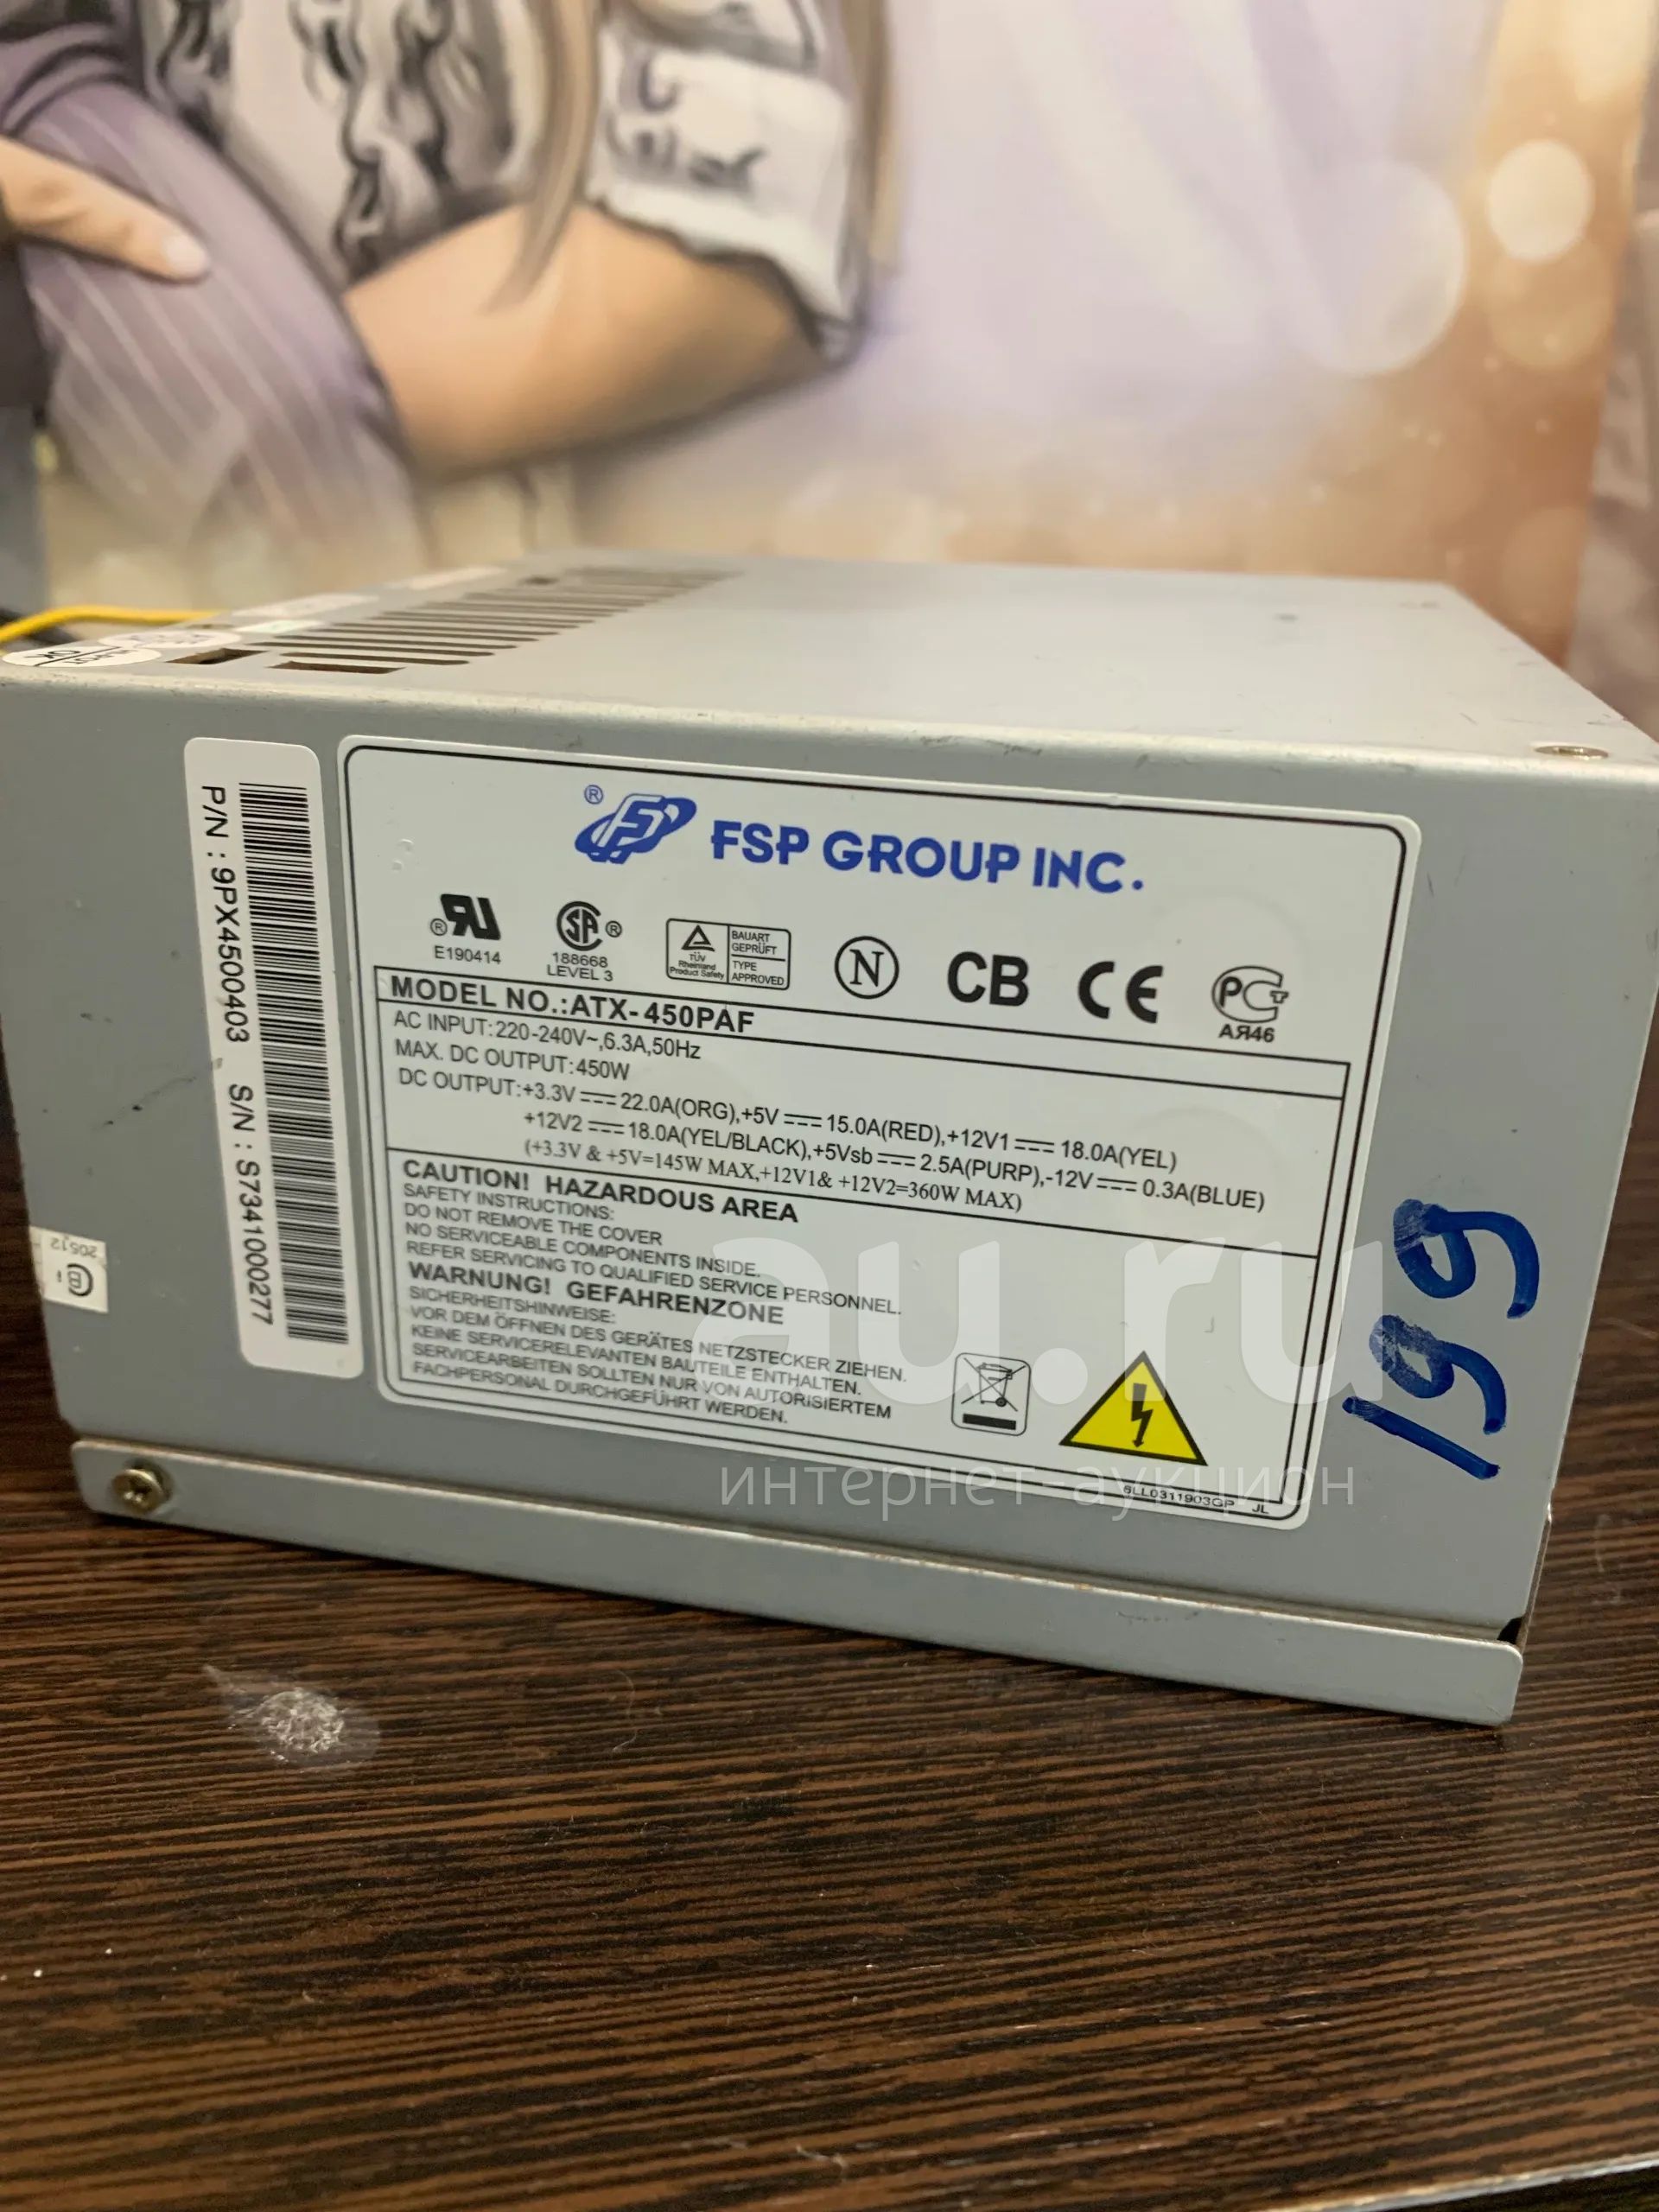 P/N : 9PX4500403 S/N : S7341000277
FSP GROUP INC.
E190414
188668
LEVEL 3
TÜV
Rheinland
Product Safety
BAUART
GEPRÜFT
TYPE
APPROVED
N
CB
CE
PCT
АЯ46
MODEL NO.:ATX-450PAF
AC INPUT:220-240V~,6.3A,50Hz
MAX. DC OUTPUT:450W
DC OUTPUT:+3.3V⎓22.0A(ORG),+5V⎓15.0A(RED),+12V1⎓18.0A(YEL)
+12V2⎓18.0A(YEL/BLACK),+5Vsb⎓2.5A(PURP),-12V⎓0.3A(BLUE)
(+3.3V & +5V=145W MAX,+12V1& +12V2=360W MAX)
CAUTION! HAZARDOUS AREA
SAFETY INSTRUCTIONS:
DO NOT REMOVE THE COVER
NO SERVICEABLE COMPONENTS INSIDE.
REFER SERVICING TO QUALIFIED SERVICE PERSONNEL.
WARNUNG! GEFAHRENZONE
SICHERHEITSHINWEISE:
VOR DEM ÖFFNEN DES GERÄTES NETZSTECKER ZIEHEN.
KEINE SERVICERELEVANTEN BAUTEILE ENTHALTEN.
SERVICEARBEITEN SOLLTEN NUR VON AUTORISIERTEM
FACHPERSONAL DURCHGEFÜHRT WERDEN.
6LL0311903GP JL
199
au.ru
интернет-аукцион